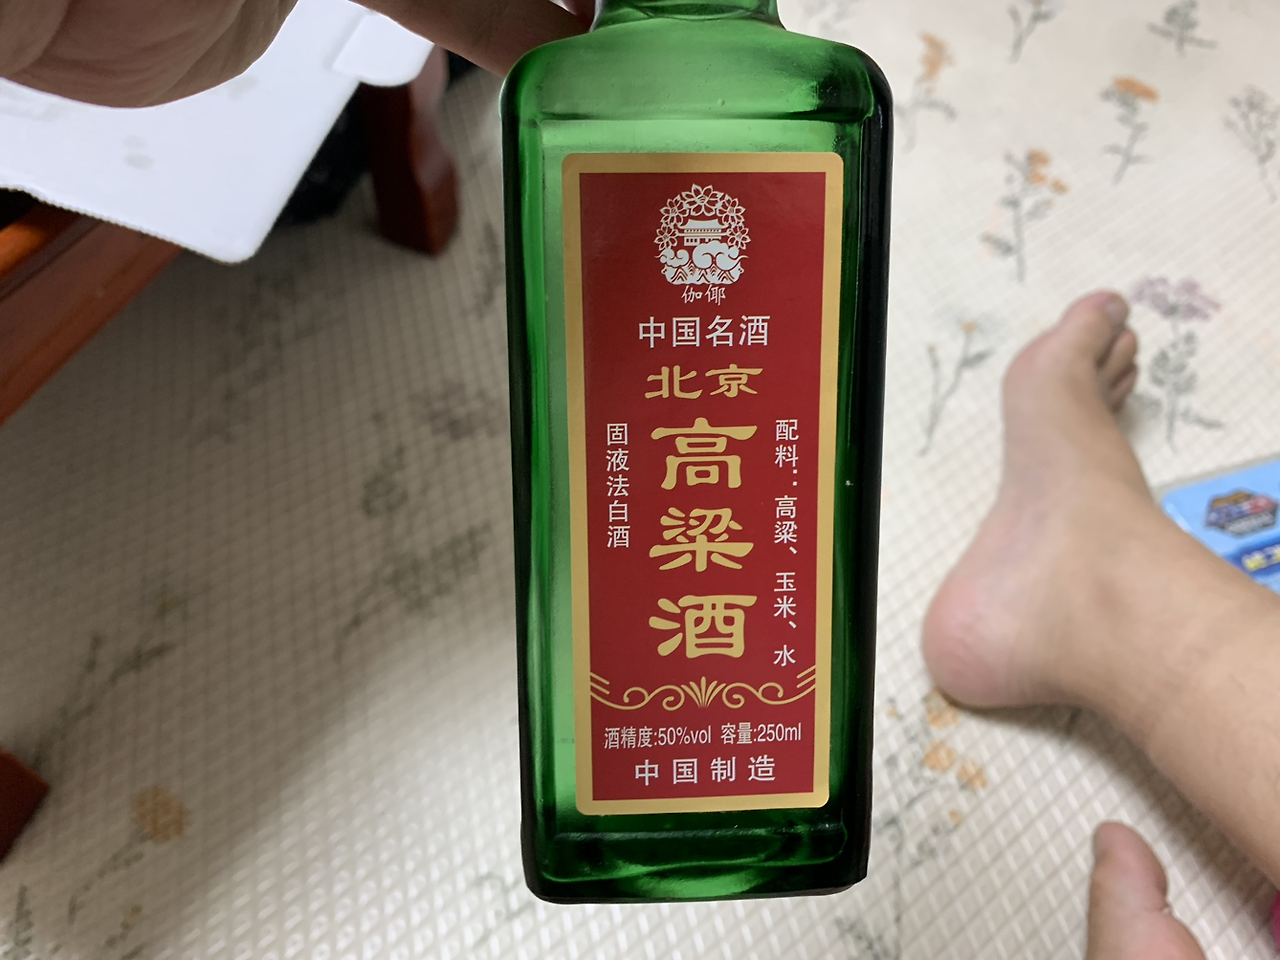 伽倻
中国名酒
北京
高粱酒
配料：高粱、玉米、水
固液法白酒
酒精度:50%vol 容量:250ml
中国制造